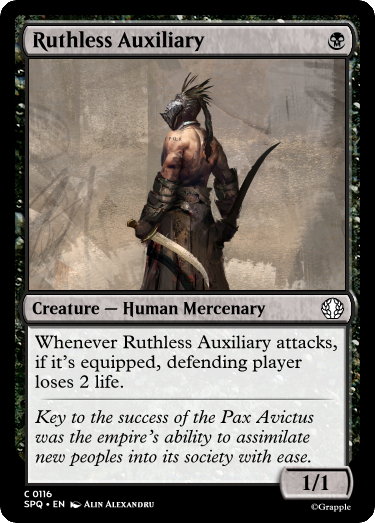 Ruthless Auxiliary
Creature — Human Mercenary
Whenever Ruthless Auxiliary attacks,
if it's equipped, defending player
loses 2 life.
Key to the success of the Pax Avictus
was the empire's ability to assimilate
new peoples into its society with ease.
1/1
C 0116
SPQ • EN Alin Alexandru
©Grapple